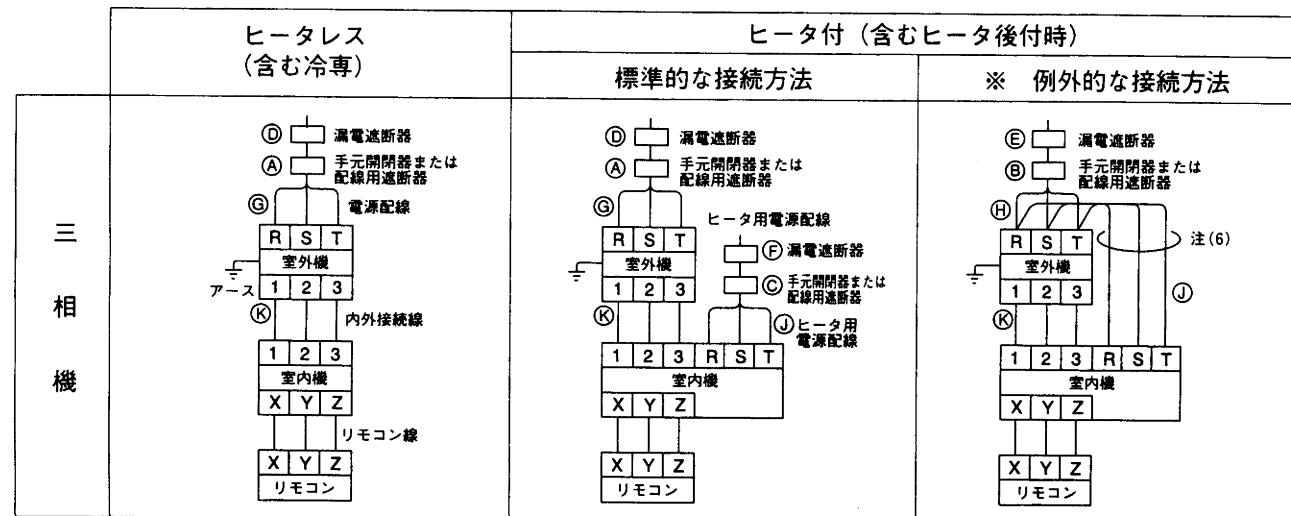 ヒータレス
(含む冷専)
ヒータ付(含むヒータ後付時)
標準的な接続方法
※ 例外的な接続方法
三相機
Ⓓ 漏電遮断器
Ⓐ 手元開閉器または
配線用遮断器
Ⓖ 電源配線
R S T
室外機
1 2 3
アース
Ⓚ 内外接続線
1 2 3
室内機
X Y Z
リモコン線
X Y Z
リモコン
Ⓓ 漏電遮断器
Ⓐ 手元開閉器または
配線用遮断器
Ⓖ
ヒータ用電源配線
R S T
室外機
1 2 3
Ⓕ 漏電遮断器
Ⓒ 手元開閉器または
配線用遮断器
Ⓚ
Ⓙ ヒータ用
電源配線
1 2 3 R S T
室内機
X Y Z
X Y Z
リモコン
Ⓔ 漏電遮断器
Ⓑ 手元開閉器または
配線用遮断器
Ⓗ
R S T
注(6)
室外機
1 2 3
Ⓙ
Ⓚ
1 2 3 R S T
室内機
X Y Z
X Y Z
リモコン